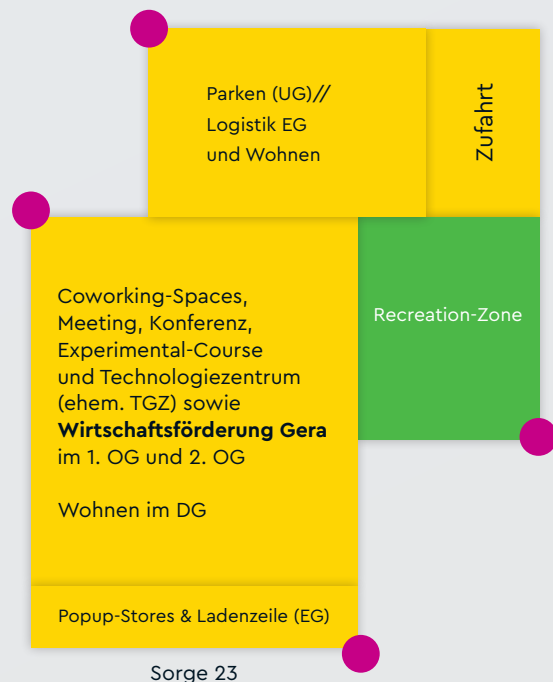 Parken (UG)//
Logistik EG
und Wohnen
Zufahrt
Coworking-Spaces,
Meeting, Konferenz,
Experimental-Course
und Technologiezentrum
(ehem. TGZ) sowie
Wirtschaftsförderung Gera
im 1. OG und 2. OG
Wohnen im DG
Recreation-Zone
Popup-Stores & Ladenzeile (EG)
Sorge 23